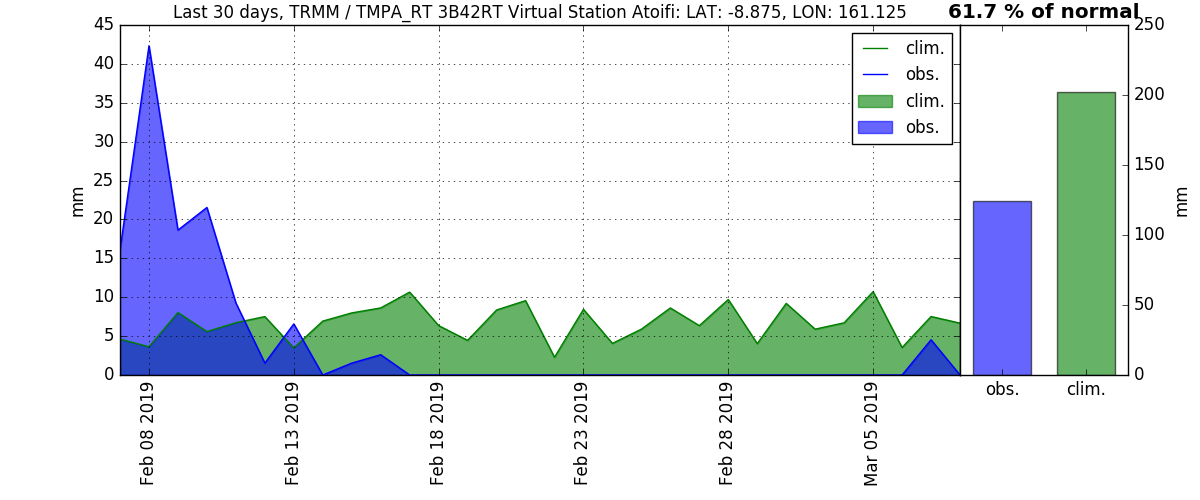 Last 30 days, TRMM / TMPA_RT 3B42RT Virtual Station Atoifi: LAT: -8.875, LON: 161.125
61.7 % of normal
45
40
35
30
25
20
15
10
5
0
mm
clim.
obs.
clim.
obs.
Feb 08 2019
Feb 13 2019
Feb 18 2019
Feb 23 2019
Feb 28 2019
Mar 05 2019
250
200
150
100
50
0
mm
obs.
clim.